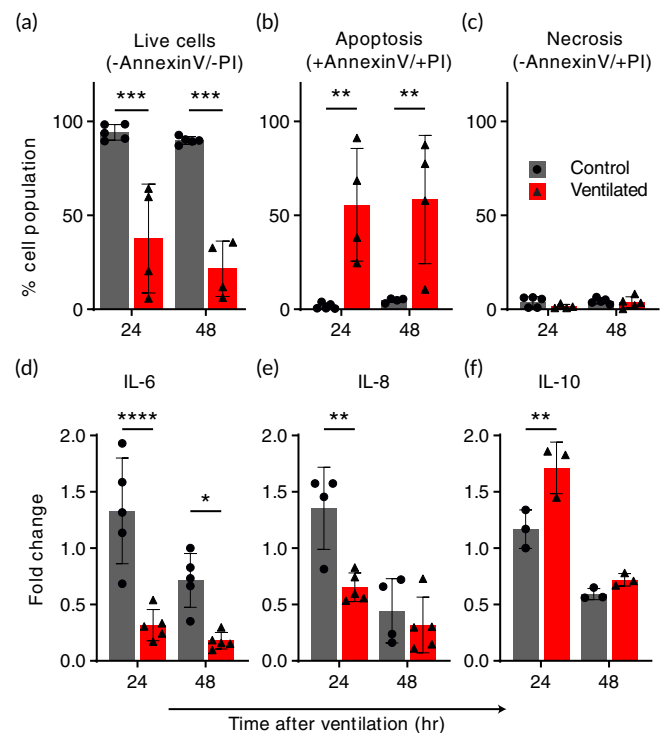 (a)
Live cells
(-AnnexinV/-PI)
(b)
Apoptosis
(+AnnexinV/+PI)
(c)
Necrosis
(-AnnexinV/+PI)
% cell population
100
50
0
***
***
24
48
100
50
0
**
**
24
48
100
50
0
Control
Ventilated
24
48
(d)
IL-6
(e)
IL-8
(f)
IL-10
Fold change
2.0
1.5
1.0
0.5
0.0
****
*
24
48
2.0
1.5
1.0
0.5
0.0
**
24
48
2.0
1.5
1.0
0.5
0.0
**
24
48
Time after ventilation (hr)